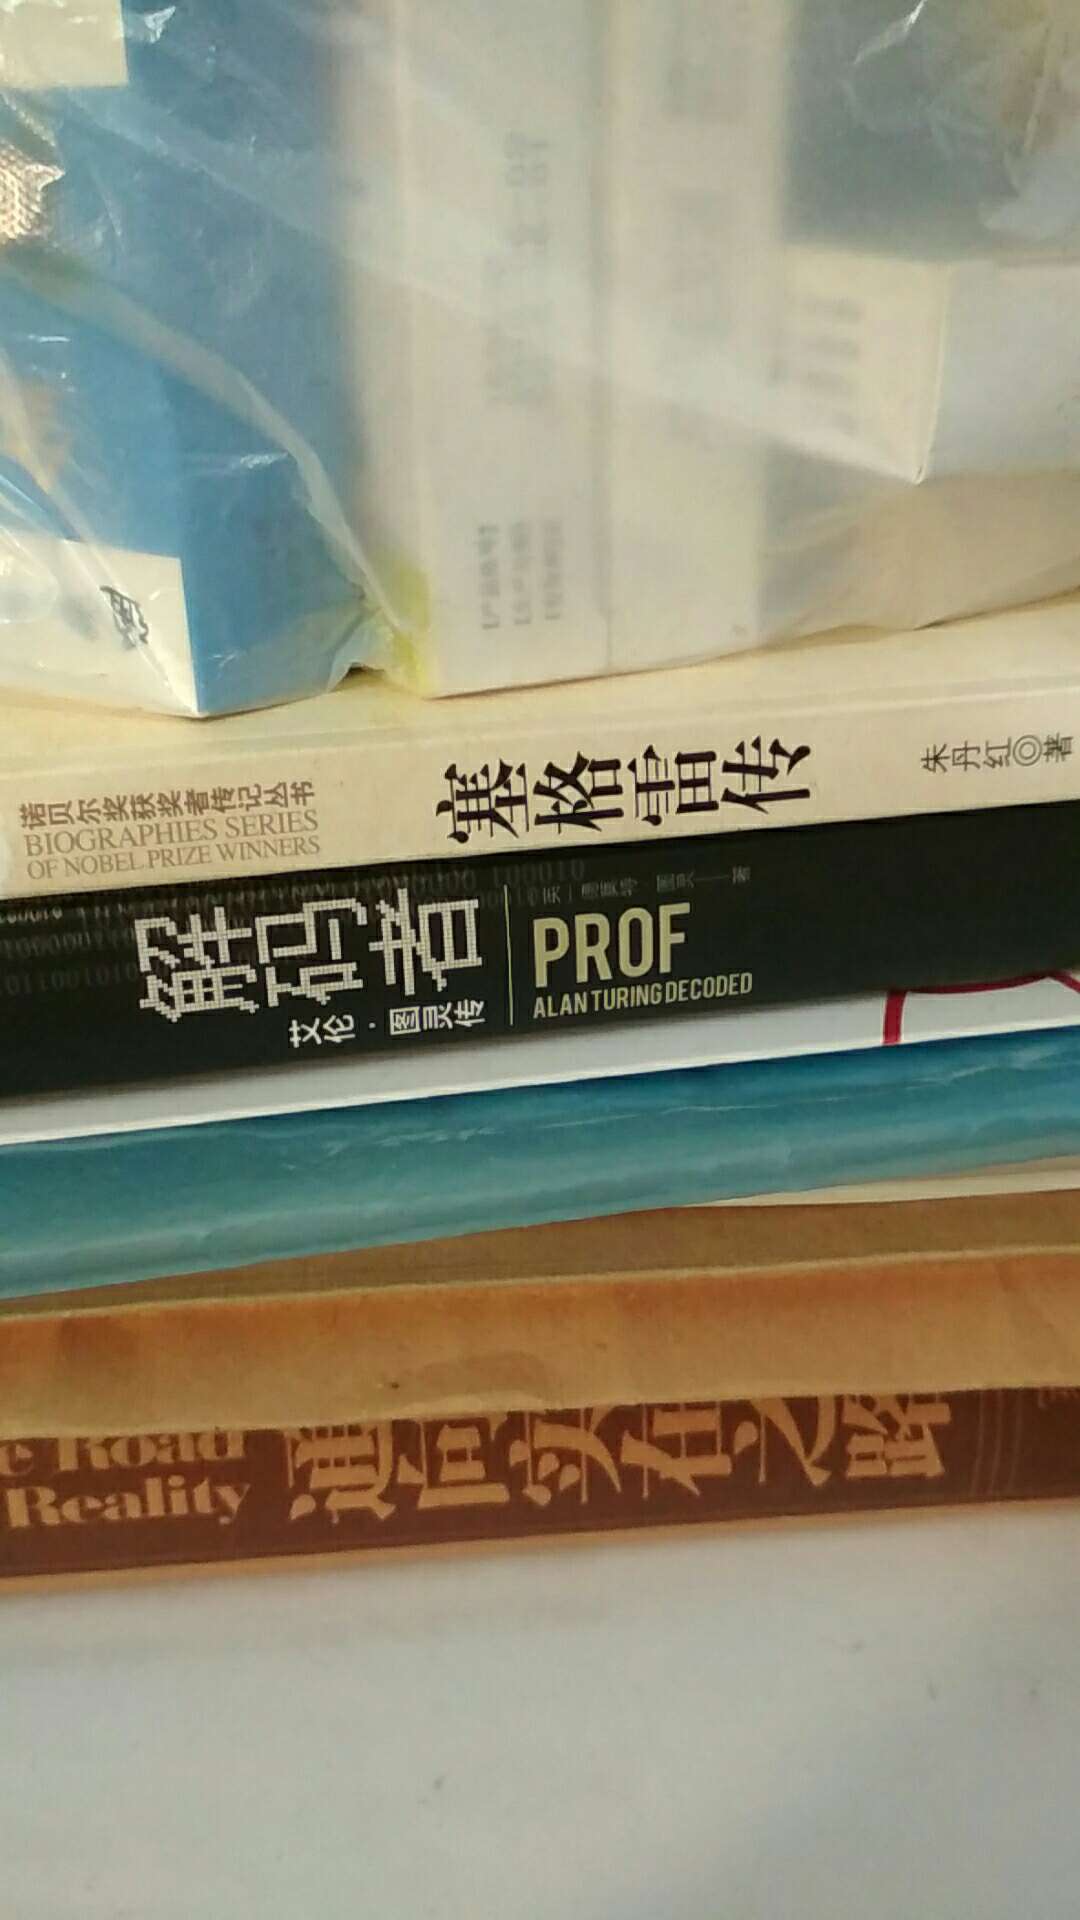 诺贝尔奖获奖者传记丛书
BIOGRAPHIES SERIES
OF NOBEL PRIZE WINNERS
塞格雷传
朱丹红◎著
解码者
艾伦·图灵传
PROF
ALAN TURING DECODED
e Road
Reality
通向实在之路